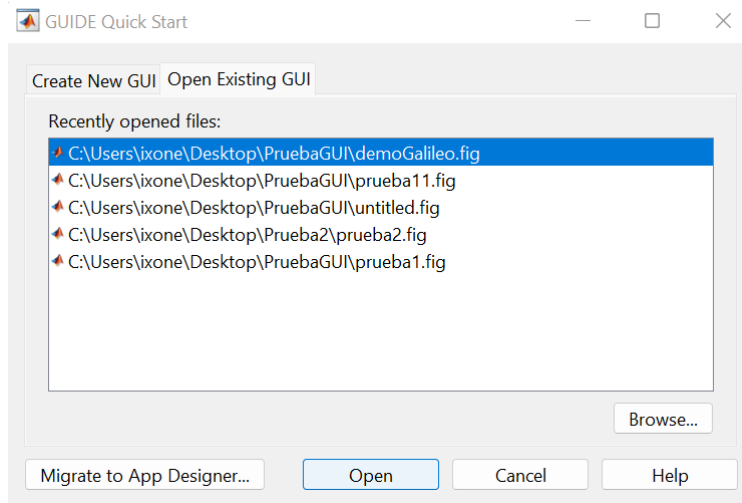 GUIDE Quick Start
Create New GUI Open Existing GUI
Recently opened files:
C:\Users\ixone\Desktop\PruebaGUI\demoGalileo.fig
C:\Users\ixone\Desktop\PruebaGUI\prueba11.fig
C:\Users\ixone\Desktop\PruebaGUI\untitled.fig
C:\Users\ixone\Desktop\Prueba2\prueba2.fig
C:\Users\ixone\Desktop\PruebaGUI\prueba1.fig
Browse...
Migrate to App Designer... Open Cancel Help